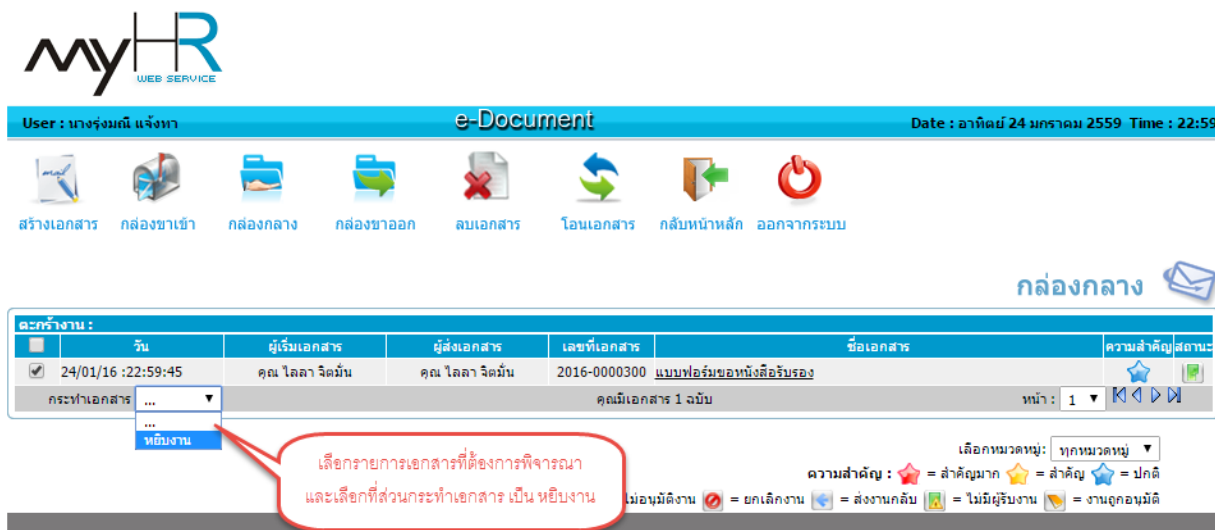 myHR
WEB SERVICE
User : นางรุ่งมณี แจ้งทา e-Document Date : อาทิตย์ 24 มกราคม 2559 Time : 22:59
mail
สร้างเอกสาร กล่องขาเข้า กล่องกลาง กล่องขาออก ลบเอกสาร โอนเอกสาร กลับหน้าหลัก ออกจากระบบ
กล่องกลาง
ตะกร้างาน :
วัน ผู้เริ่มเอกสาร ผู้ส่งเอกสาร เลขที่เอกสาร ชื่อเอกสาร ความสำคัญ สถานะ
24/01/16 :22:59:45 คุณ ไลลา จิตมั่น คุณ ไลลา จิตมั่น 2016-0000300 แบบฟอร์มขอหนังสือรับรอง
กระทำเอกสาร ... คุณมีเอกสาร 1 ฉบับ หน้า : 1
...
หยิบงาน
เลือกรายการเอกสารที่ต้องการพิจารณา
และเลือกที่ส่วนกระทำเอกสาร เป็น หยิบงาน
เลือกหมวดหมู่: ทุกหมวดหมู่
ความสำคัญ : = สำคัญมาก = สำคัญ = ปกติ
ไม่อนุมัติงาน = ยกเลิกงาน = ส่งงานกลับ = ไม่มีผู้รับงาน = งานถูกอนุมัติ